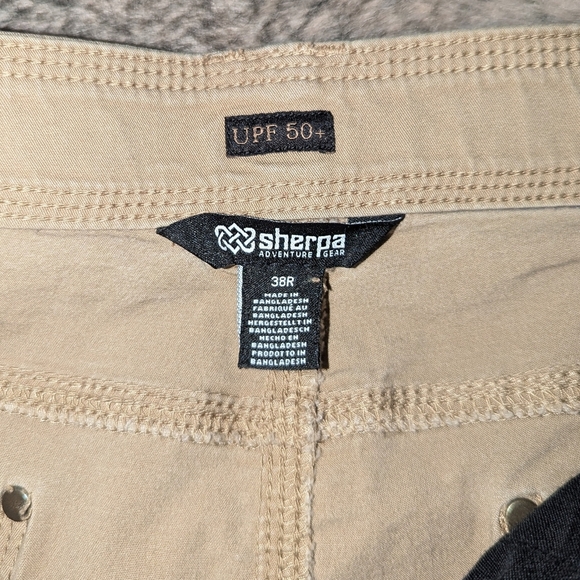 UPF 50+
sherpa
ADVENTURE GEAR
38R
MADE IN
BANGLADESH
FABRIQUÉ AU
BANGLADESH
HERGESTELLT IN
BANGLADESCH
HECHO EN
BANGLADESH
PRODOTTO IN
BANGLADESH